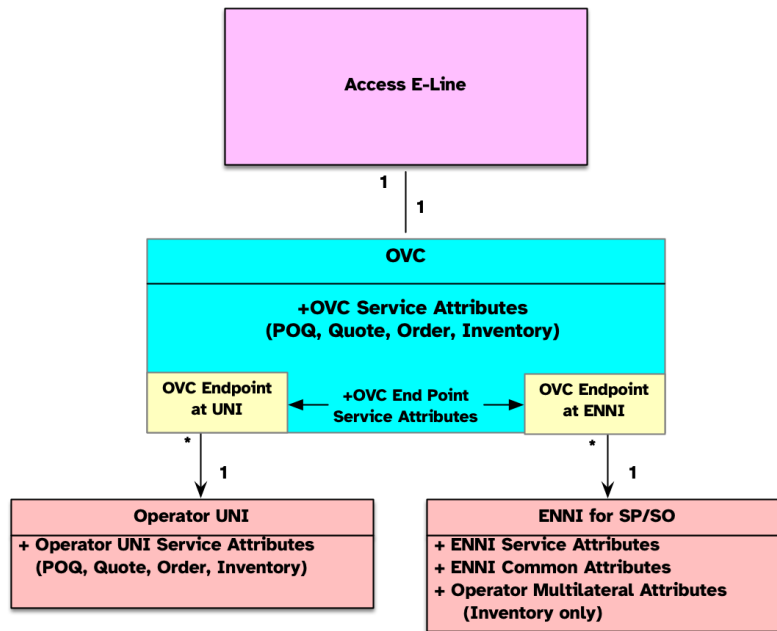 Access E-Line
1
1
OVC
+OVC Service Attributes
(POQ, Quote, Order, Inventory)
OVC Endpoint
at UNI
+OVC End Point
Service Attributes
OVC Endpoint
at ENNI
*
1
*
1
Operator UNI
+ Operator UNI Service Attributes
(POQ, Quote, Order, Inventory)
ENNI for SP/SO
+ ENNI Service Attributes
+ ENNI Common Attributes
+ Operator Multilateral Attributes
(Inventory only)